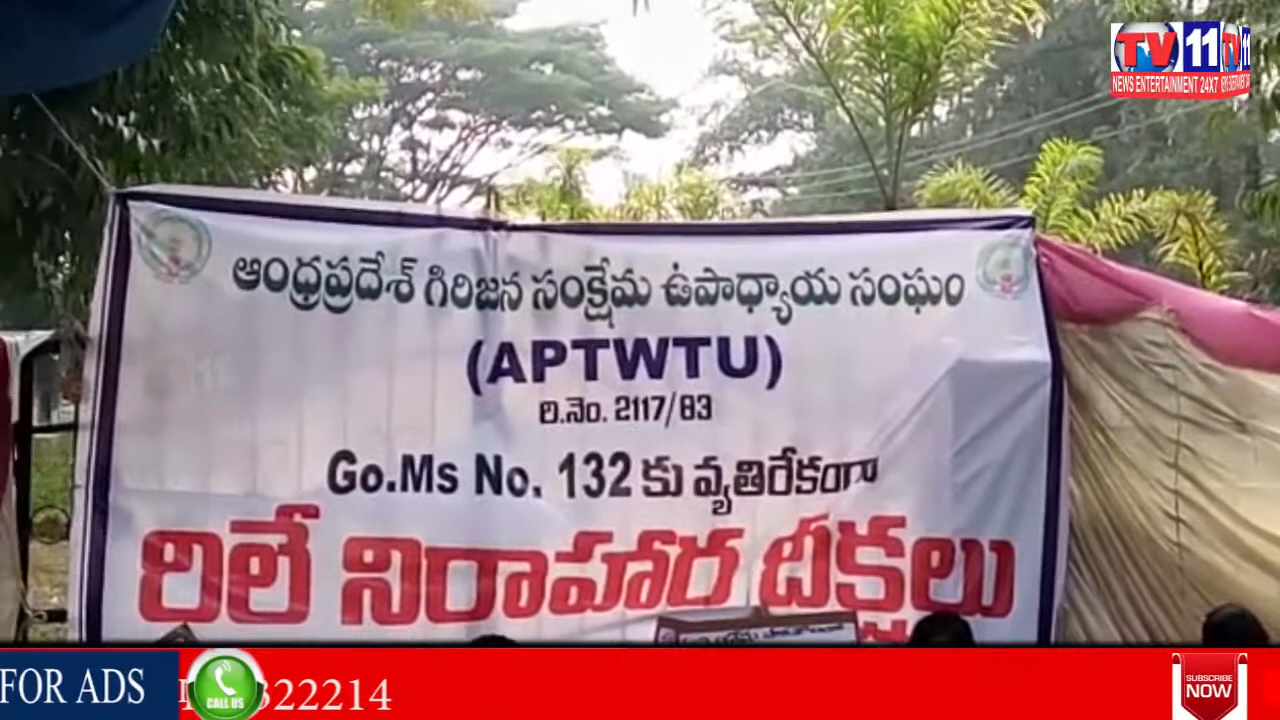 TV 11
NEWS ENTERTAINMENT 24X7
ఆంధ్రప్రదేశ్ గిరిజన సంక్షేమ ఉపాధ్యాయ సంఘం
(APTWTU)
రి.నెం. 2117/83
Go.Ms No. 132 కు వ్యతిరేకంగా
రిలే నిరాహార దీక్షలు
FOR ADS
CALL US
322214
SUBSCRIBE
NOW